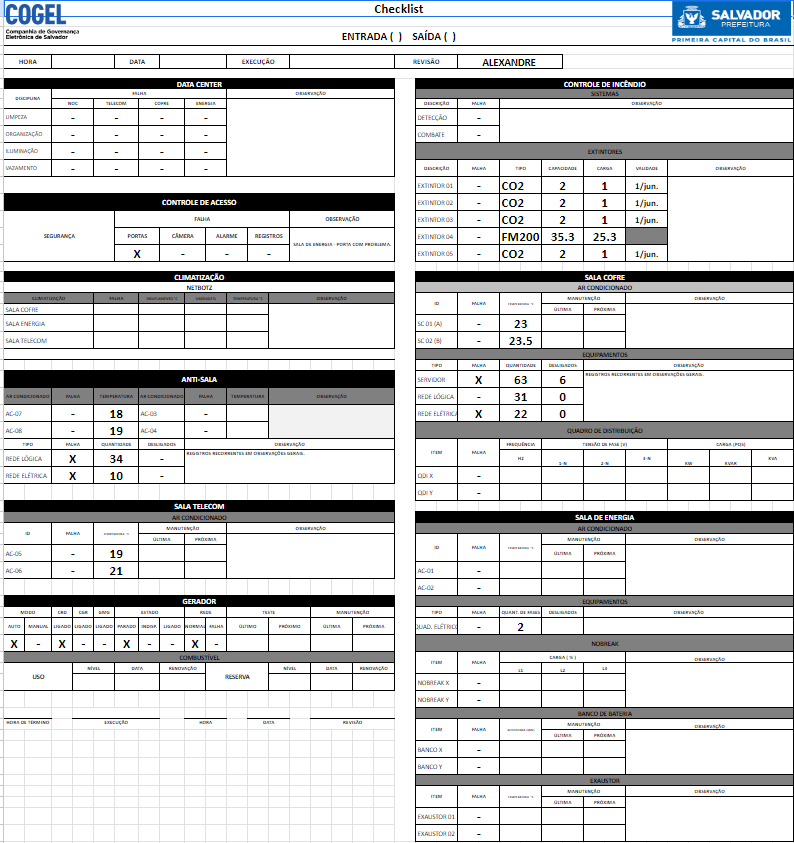 Checklist
COGEL
Companhia de Governança
Eletrônica de Salvador
SALVADOR
PREFEITURA
PRIMEIRA CAPITAL DO BRASIL
ENTRADA ( ) SAÍDA ( )
HORA DATA EXECUÇÃO REVISÃO ALEXANDRE
DATA CENTER
DISCIPLINA FALHA OBSERVAÇÃO
NOC TELECOM COFRE ENERGIA
LIMPEZA - - - -
ORGANIZAÇÃO - - - -
ILUMINAÇÃO - - - -
VAZAMENTO - - - -
CONTROLE DE ACESSO
SEGURANÇA FALHA OBSERVAÇÃO
PORTAS CÂMERA ALARME REGISTROS
X - - - SALA DE ENERGIA - PORTA COM PROBLEMA.
CLIMATIZAÇÃO
NETBOTZ
CLIMATIZAÇÃO FALHA TEMPERATURA °C OBSERVAÇÃO
SALA COFRE
SALA ENERGIA
SALA TELECOM
ANTI-SALA
AR CONDICIONADO FALHA TEMPERATURA AR CONDICIONADO FALHA TEMPERATURA OBSERVAÇÃO
AC-07 - 18 AC-03 -
AC-08 - 19 AC-04 -
TIPO FALHA QUANTIDADE DESLIGADOS OBSERVAÇÃO
REDE LÓGICA X 34 - REGISTROS RECORRENTES EM OBSERVAÇÕES GERAIS.
REDE ELÉTRICA X 10 -
SALA TELECOM
AR CONDICIONADO
ID FALHA TEMPERATURA °C MANUTENÇÃO OBSERVAÇÃO
ÚLTIMA PRÓXIMA
AC-05 - 19
AC-06 - 21
GERADOR
MODO CRD CGR GMG ESTADO REDE TESTE MANUTENÇÃO
AUTO MANUAL LIGADO LIGADO LIGADO PARADO INDISP. LIGADO NORMAL FALHA ÚLTIMO PRÓXIMO ÚLTIMA PRÓXIMA
X - X - - X - - X -
COMBUSTÍVEL
USO NÍVEL DATA RENOVAÇÃO RESERVA NÍVEL DATA RENOVAÇÃO
HORA DE TÉRMINO EXECUÇÃO HORA DATA REVISÃO
CONTROLE DE INCÊNDIO
SISTEMAS
DESCRIÇÃO FALHA OBSERVAÇÃO
DETECÇÃO -
COMBATE -
EXTINTORES
DESCRIÇÃO FALHA TIPO CAPACIDADE CARGA VALIDADE OBSERVAÇÃO
EXTINTOR 01 - CO2 2 1 1/jun.
EXTINTOR 02 - CO2 2 1 1/jun.
EXTINTOR 03 - CO2 2 1 1/jun.
EXTINTOR 04 - FM200 35.3 25.3
EXTINTOR 05 - CO2 2 1 1/jun.
SALA COFRE
AR CONDICIONADO
ID FALHA TEMPERATURA °C MANUTENÇÃO OBSERVAÇÃO
ÚLTIMA PRÓXIMA
SC 01 (A) - 23
SC 02 (B) - 23.5
EQUIPAMENTOS
TIPO FALHA QUANTIDADE DESLIGADOS OBSERVAÇÃO
SERVIDOR X 63 6 REGISTROS RECORRENTES EM OBSERVAÇÕES GERAIS.
REDE LÓGICA - 31 0
REDE ELÉTRICA X 22 0
QUADRO DE DISTRIBUIÇÃO
ITEM FALHA FREQUÊNCIA TENSÃO DE FASE (V) CARGA (PQS)
HZ 1-N 2-N 3-N KW KVAR KVA
QDI X -
QDI Y -
SALA DE ENERGIA
AR CONDICIONADO
ID FALHA TEMPERATURA °C MANUTENÇÃO OBSERVAÇÃO
ÚLTIMA PRÓXIMA
AC-01 -
AC-02 -
EQUIPAMENTOS
TIPO FALHA QUANT. DE FASES DESLIGADOS OBSERVAÇÃO
QUAD. ELÉTRICO - 2
NOBREAK
ITEM FALHA CARGA ( % ) OBSERVAÇÃO
L1 L2 L3
NOBREAK X -
NOBREAK Y -
BANCO DE BATERIA
ITEM FALHA MANUTENÇÃO OBSERVAÇÃO
ÚLTIMA PRÓXIMA
BANCO X -
BANCO Y -
EXAUSTOR
ITEM FALHA TEMPERATURA °C MANUTENÇÃO OBSERVAÇÃO
ÚLTIMA PRÓXIMA
EXAUSTOR 01 -
EXAUSTOR 02 -